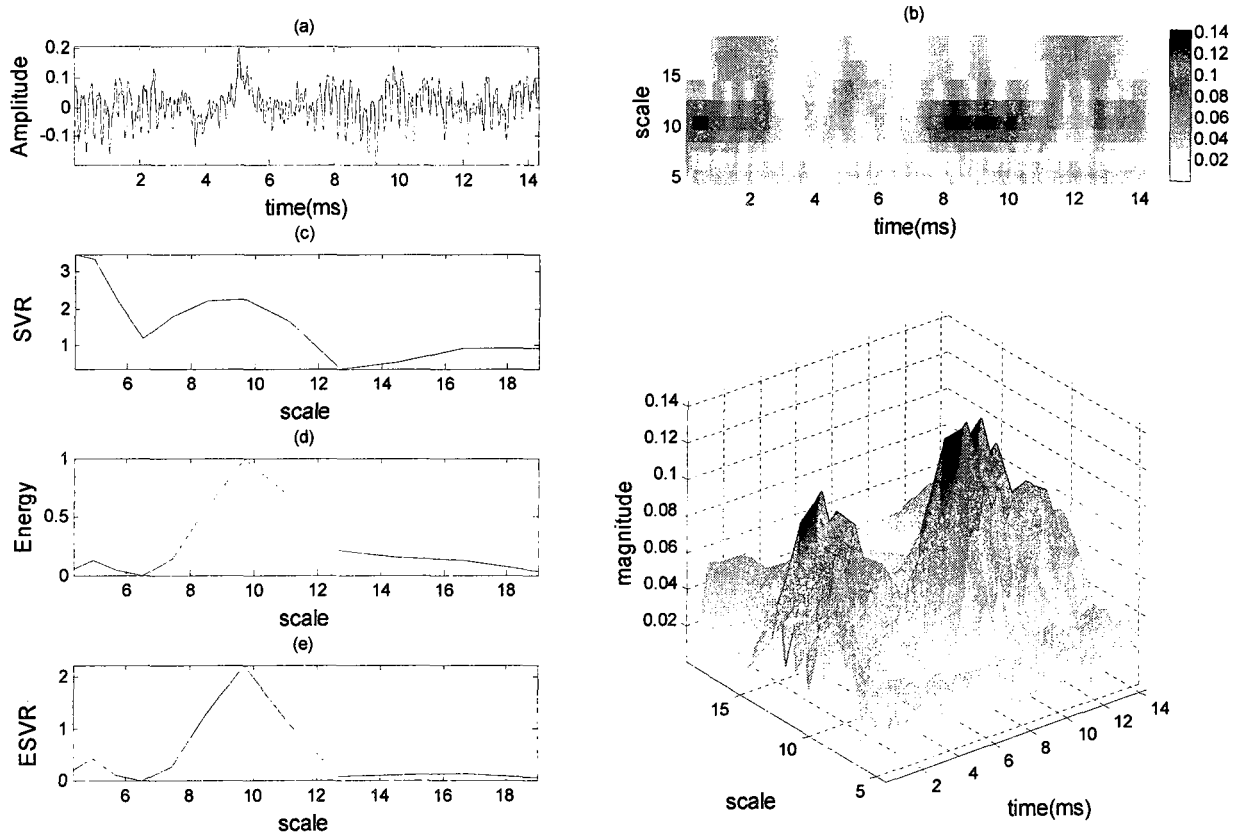 (a)
Amplitude
0.2
0.1
0
-0.1
2 4 6 8 10 12 14
time(ms)
(b)
scale
15
10
5
2 4 6 8 10 12 14
time(ms)
0.14
0.12
0.10
0.08
0.06
0.04
0.02
(c)
SVR
3
2
1
6 8 10 12 14 16 18
scale
(d)
Energy
1
0.5
0
6 8 10 12 14 16 18
scale
(e)
ESVR
2
1
0
6 8 10 12 14 16 18
scale
magnitude
0.14
0.12
0.1
0.08
0.06
0.04
0.02
15
10
5
scale
2 4 6 8 10 12 14
time(ms)